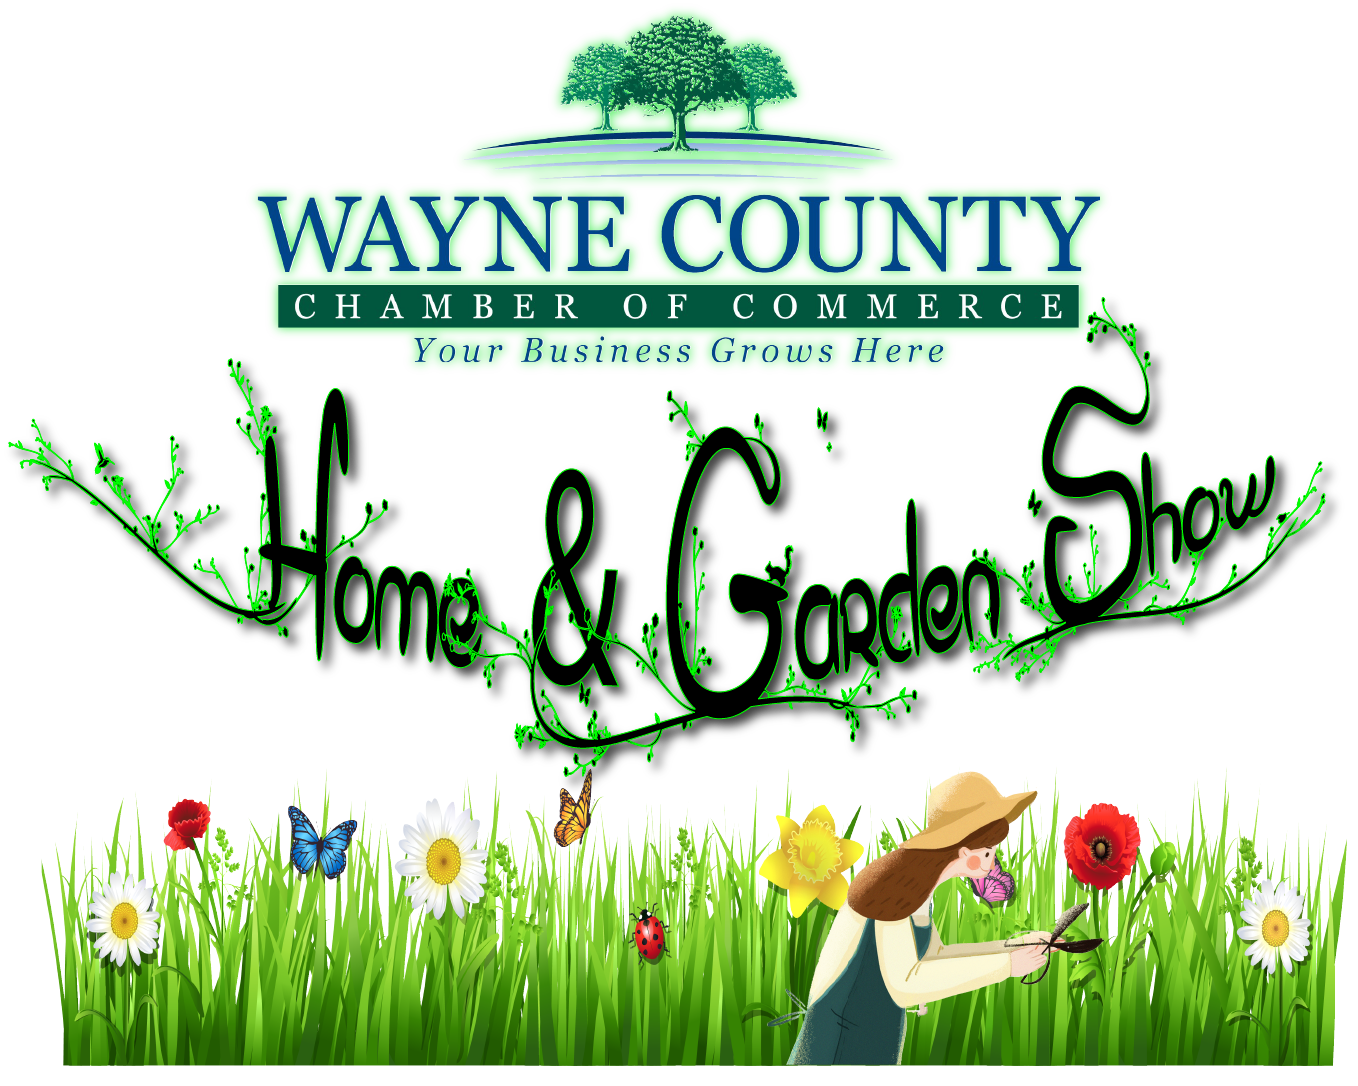 WAYNE COUNTY
CHAMBER OF COMMERCE
Your Business Grows Here
Home & Garden Show